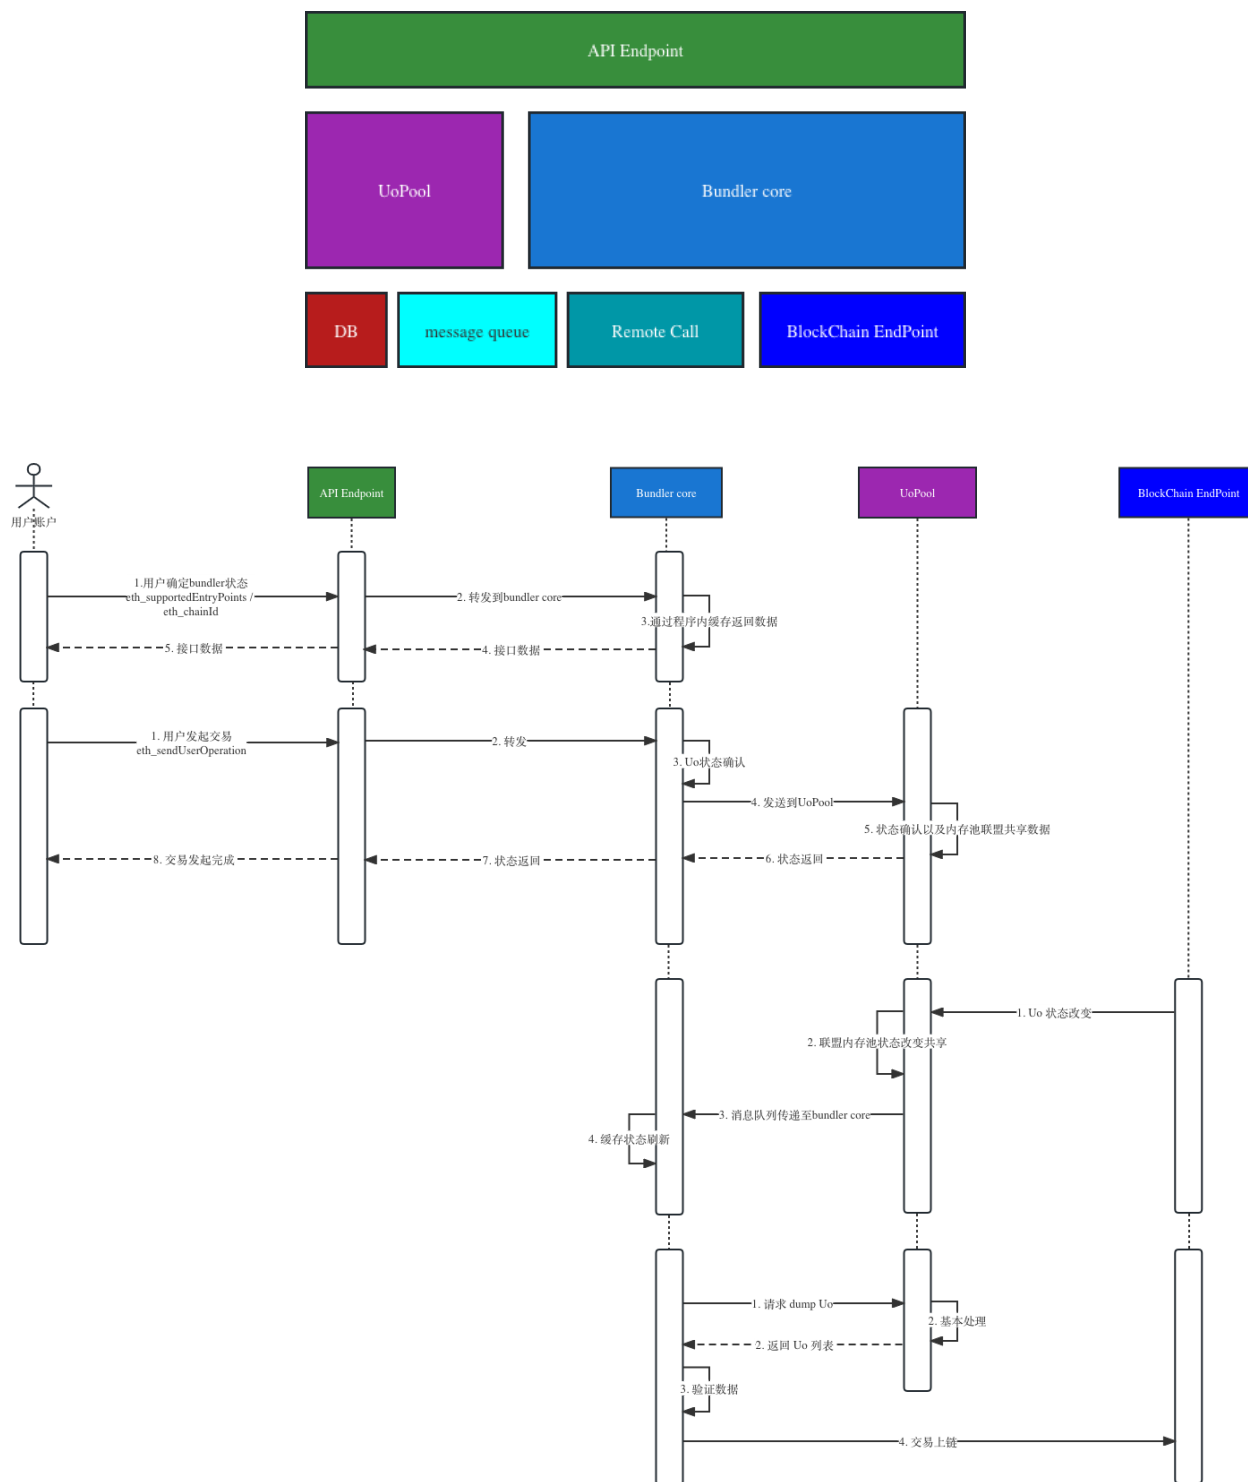 API Endpoint
UoPool
Bundler core
DB
message queue
Remote Call
BlockChain EndPoint
用户账户
API Endpoint
Bundler core
UoPool
BlockChain EndPoint
1.用户确定bundler状态
eth_supportedEntryPoints /
eth_chainId
2. 转发到bundler core
3.通过程序内缓存返回数据
4. 接口数据
5. 接口数据
1. 用户发起交易
eth_sendUserOperation
2. 转发
3. Uo状态确认
4. 发送到UoPool
5. 状态确认以及内存池联盟共享数据
6. 状态返回
7. 状态返回
8. 交易发起完成
1. Uo 状态改变
2. 联盟内存池状态改变共享
3. 消息队列传递至bundler core
4. 缓存状态刷新
1. 请求 dump Uo
2. 基本处理
2. 返回 Uo 列表
3. 验证数据
4. 交易上链